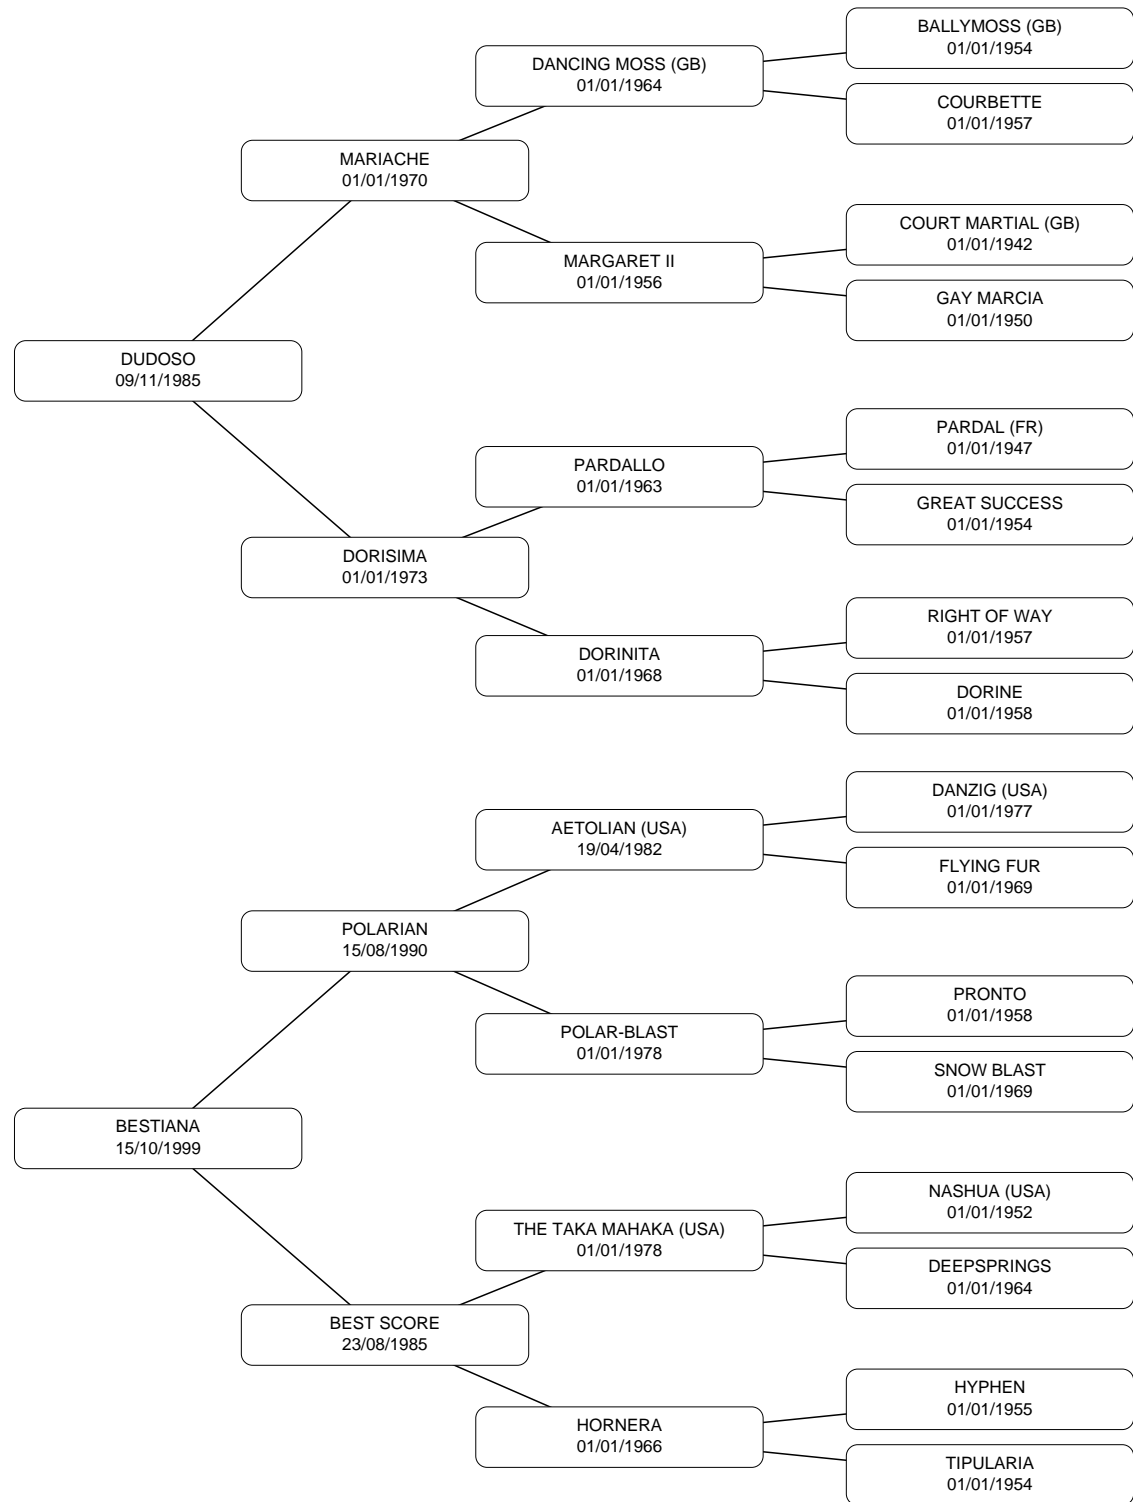 BALLYMOSS (GB)
01/01/1954
DANCING MOSS (GB)
01/01/1964
COURBETTE
01/01/1957
MARIACHE
01/01/1970
COURT MARTIAL (GB)
01/01/1942
MARGARET II
01/01/1956
GAY MARCIA
01/01/1950
DUDOSO
09/11/1985
PARDAL (FR)
01/01/1947
PARDALLO
01/01/1963
GREAT SUCCESS
01/01/1954
DORISIMA
01/01/1973
RIGHT OF WAY
01/01/1957
DORINITA
01/01/1968
DORINE
01/01/1958
DANZIG (USA)
01/01/1977
AETOLIAN (USA)
19/04/1982
FLYING FUR
01/01/1969
POLARIAN
15/08/1990
PRONTO
01/01/1958
POLAR-BLAST
01/01/1978
SNOW BLAST
01/01/1969
BESTIANA
15/10/1999
NASHUA (USA)
01/01/1952
THE TAKA MAHAKA (USA)
01/01/1978
DEEPSPRINGS
01/01/1964
BEST SCORE
23/08/1985
HYPHEN
01/01/1955
HORNERA
01/01/1966
TIPULARIA
01/01/1954